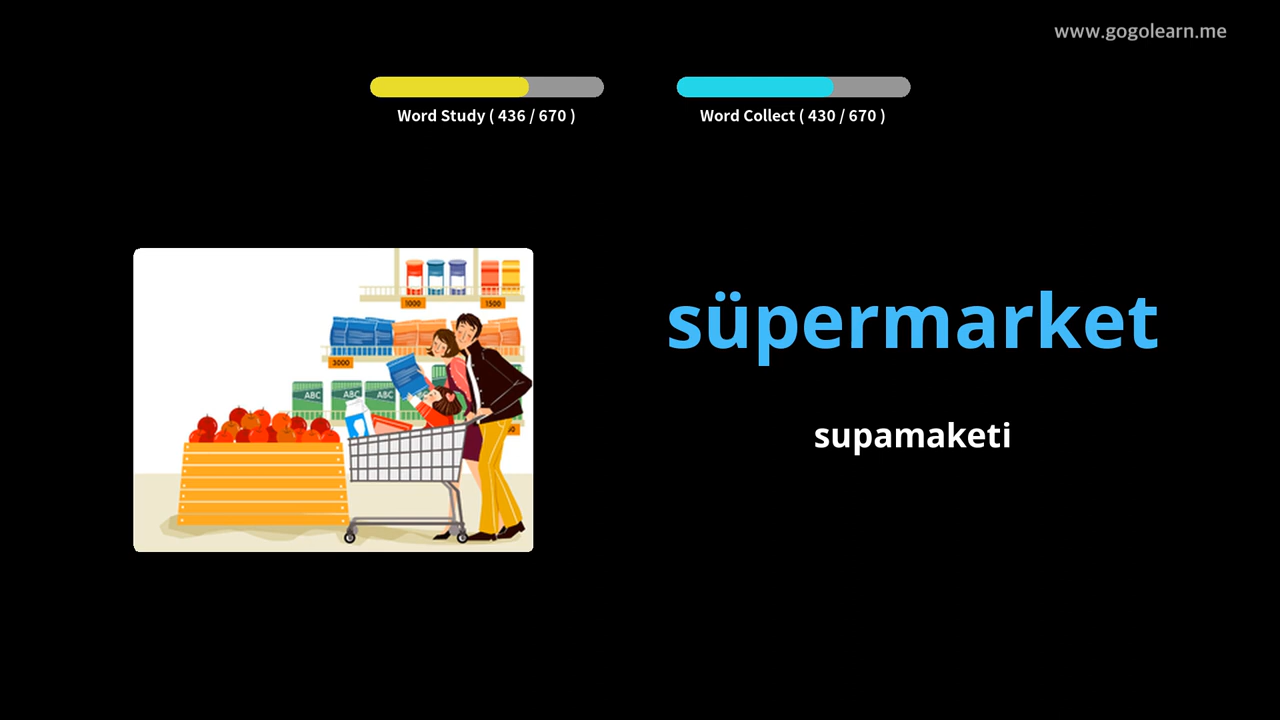 www.gogolearn.me
Word Study ( 436 / 670 )
Word Collect ( 430 / 670 )
1000
1500
süpermarket
3000
ABC
ABC
ABC
supamaketi